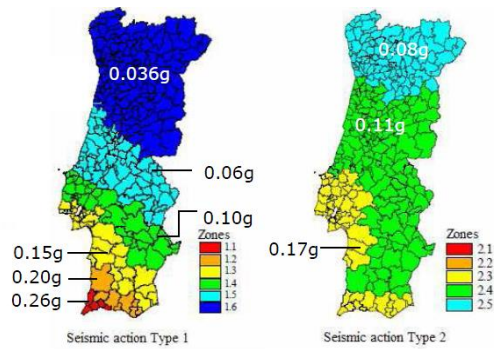 0.036g
0.06g
0.10g
0.15g
0.20g
0.26g
Zones
1.1
1.2
1.3
1.4
1.5
1.6
Seismic action Type 1
0.08g
0.11g
0.17g
Zones
2.1
2.2
2.3
2.4
2.5
Seismic action Type 2